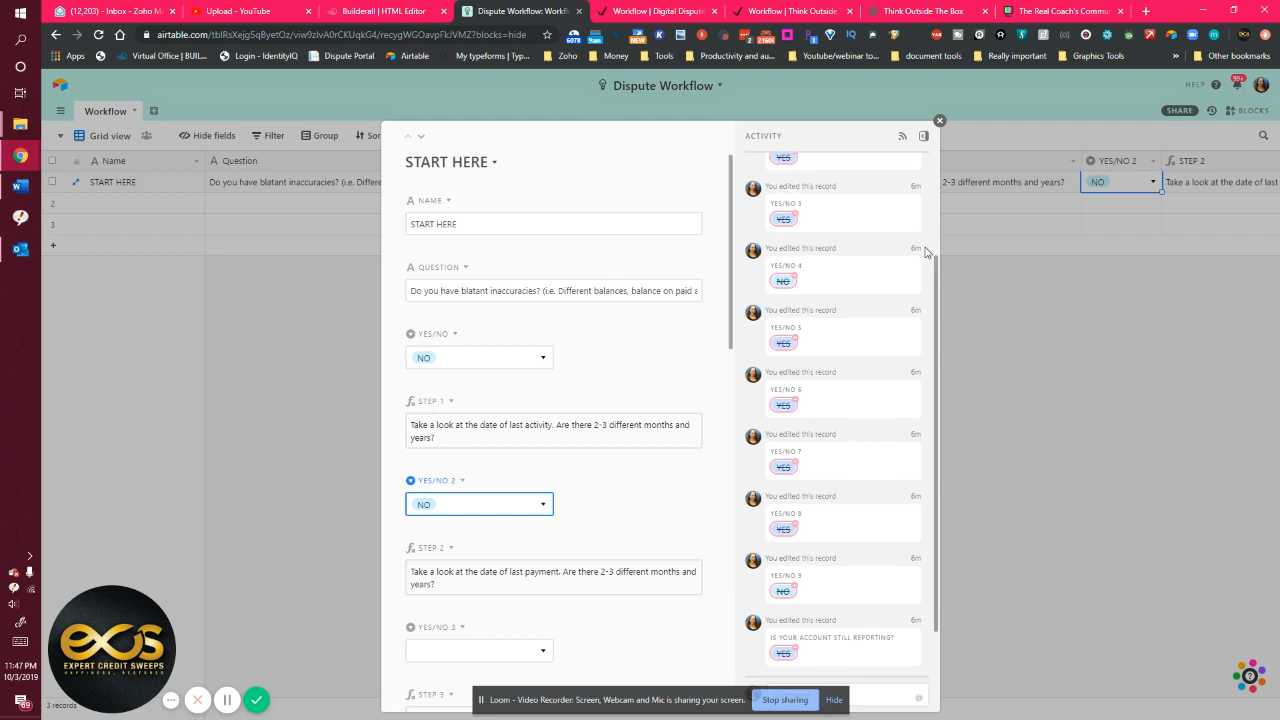 (12,203) - Inbox - Zoho M
Upload - YouTube
Builderall | HTML Editor
Dispute Workflow: Workfl
Workflow | Digital Dispute
Workflow | Think Outside
Think Outside The Box
The Real Coach's Commu
airtable.com/tblRsXejgSqByetOz/viw9zlvA0rCKUqkG4/recygWGOavpFkJVMZ?blocks=hide
Apps
Virtual Office | BUIL...
Login - IdentityIQ
Dispute Portal
Airtable
My typeforms | Typ...
Zoho
Money
Tools
Productivity and au...
Youtube/webinar to...
document tools
Really important
Graphics Tools
Other bookmarks
Dispute Workflow
HELP
Workflow
SHARE
BLOCKS
Grid view
Hide fields
Filter
Group
Sor
Name
Question
YES/NO 2
STEP 2
START HERE
Do you have blatant inaccuracies? (i.e. Differe
2-3 different months and years?
NO
Take a look at the date of last
2
3
START HERE
NAME
START HERE
QUESTION
Do you have blatant inaccuracies? (i.e. Different balances, balance on paid a
YES/NO
NO
STEP 1
Take a look at the date of last activity. Are there 2-3 different months and
years?
YES/NO 2
NO
STEP 2
Take a look at the date of last payment. Are there 2-3 different months and
years?
YES/NO 3
STEP 3
ACTIVITY
YES
You edited this record 6m
YES/NO 3
YES
You edited this record 6m
YES/NO 4
NO
You edited this record 6m
YES/NO 5
YES
You edited this record 6m
YES/NO 6
YES
You edited this record 6m
YES/NO 7
YES
You edited this record 6m
YES/NO 8
YES
You edited this record 6m
YES/NO 9
NO
You edited this record 6m
IS YOUR ACCOUNT STILL REPORTING?
YES
ecs
EXPERT CREDIT SWEEPS
HAPPINESS, RESTORED
11:47 PM
10/3/2019
3 records
Loom - Video Recorder: Screen, Webcam and Mic is sharing your screen.
Stop sharing
Hide